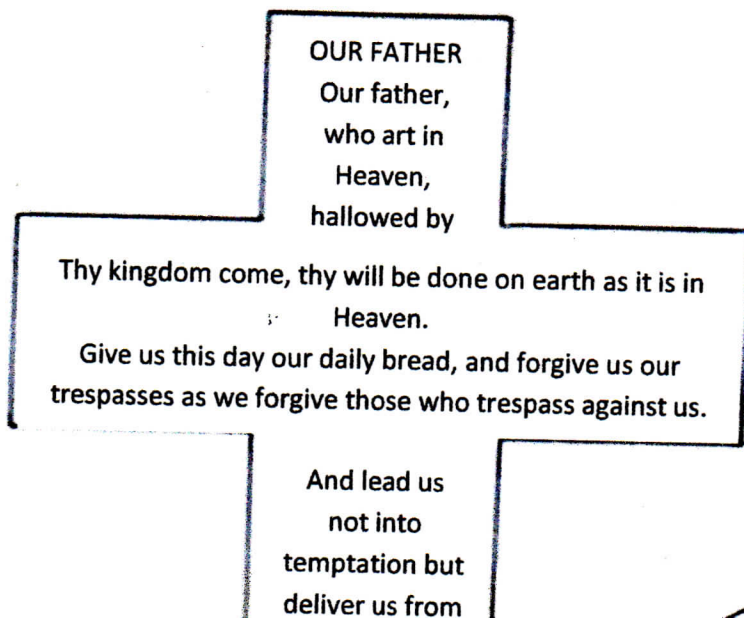 OUR FATHER
Our father,
who art in
Heaven,
hallowed by
Thy kingdom come, thy will be done on earth as it is in
Heaven.
Give us this day our daily bread, and forgive us our
trespasses as we forgive those who trespass against us.
And lead us
not into
temptation but
deliver us from